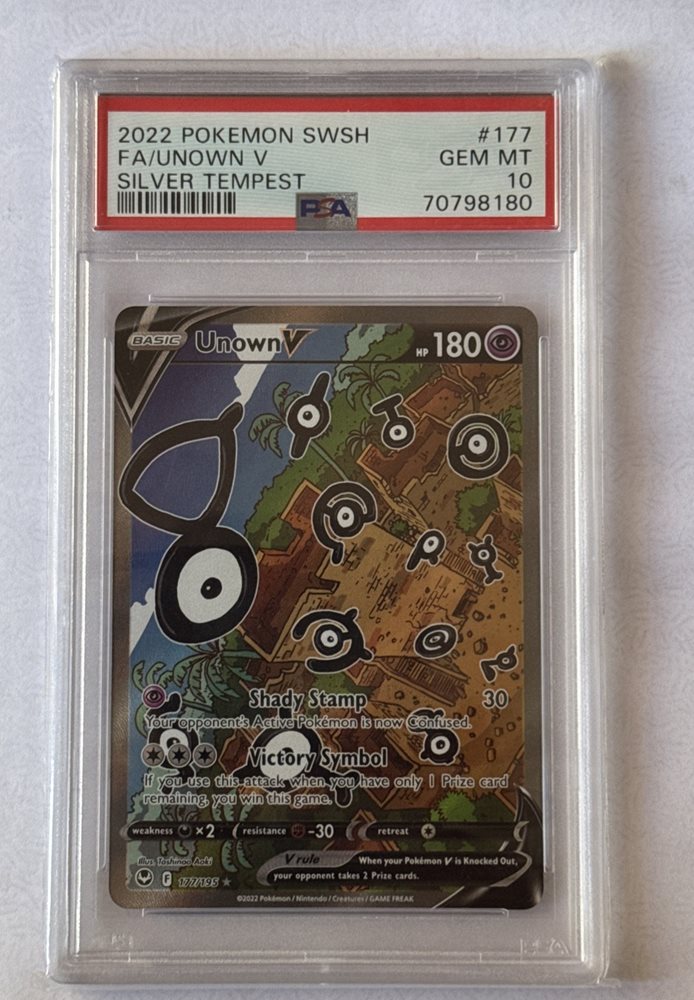 2022 POKEMON SWSH #177
FA/UNOWN V GEM MT
SILVER TEMPEST 10
PSA 70798180
BASIC Unown V HP 180
Shady Stamp 30
Your opponent's Active Pokémon is now Confused.
Victory Symbol
If you use this attack when you have only 1 Prize card
remaining, you win this game.
weakness ×2 resistance -30 retreat
Illus. Toshinao Aoki
V rule When your Pokémon V is Knocked Out,
your opponent takes 2 Prize cards.
F 177/195
©2022 Pokémon / Nintendo / Creatures / GAME FREAK
PSA